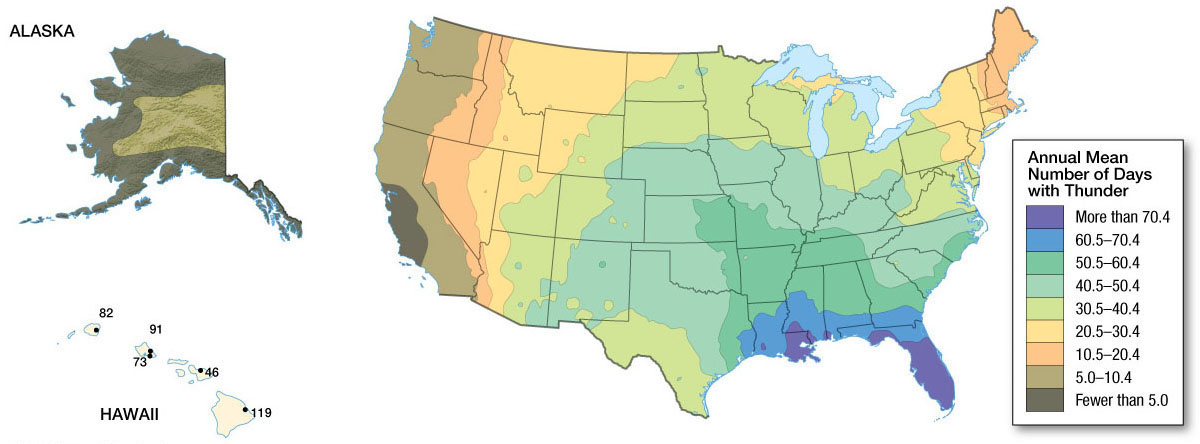 ALASKA
82
91
73
46
HAWAII
119
Annual Mean
Number of Days
with Thunder
More than 70.4
60.5–70.4
50.5–60.4
40.5–50.4
30.5–40.4
20.5–30.4
10.5–20.4
5.0–10.4
Fewer than 5.0